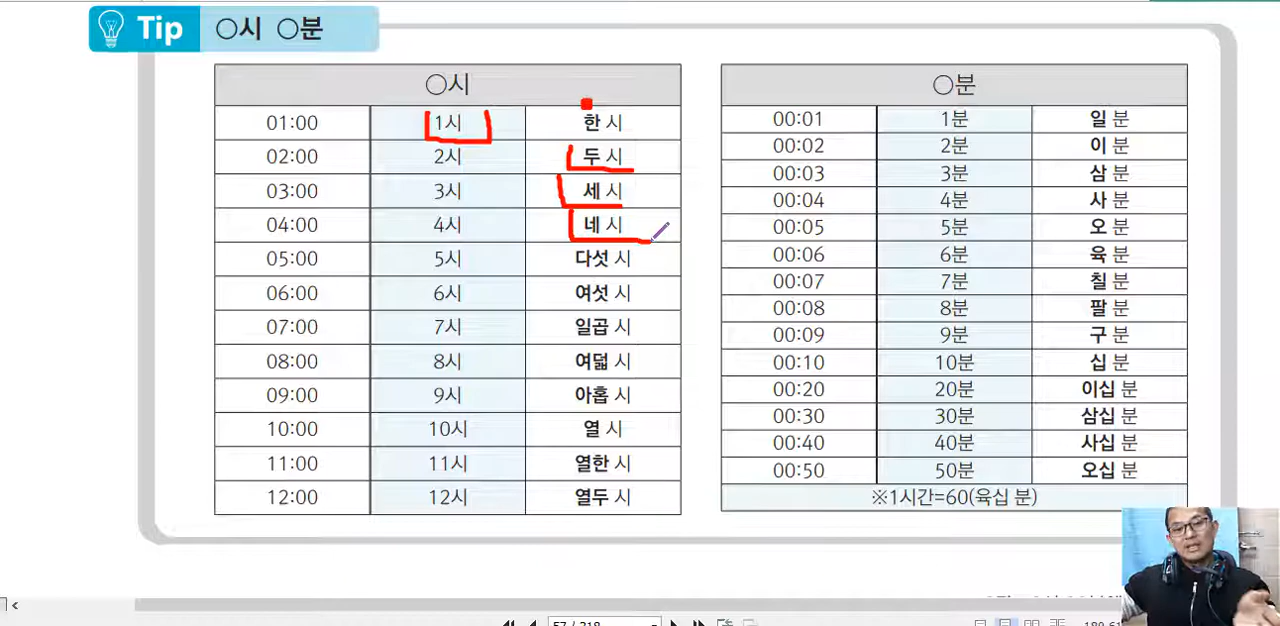 Tip ○시 ○분
○시
01:00 1시 한 시
02:00 2시 두 시
03:00 3시 세 시
04:00 4시 네 시
05:00 5시 다섯 시
06:00 6시 여섯 시
07:00 7시 일곱 시
08:00 8시 여덟 시
09:00 9시 아홉 시
10:00 10시 열 시
11:00 11시 열한 시
12:00 12시 열두 시
○분
00:01 1분 일 분
00:02 2분 이 분
00:03 3분 삼 분
00:04 4분 사 분
00:05 5분 오 분
00:06 6분 육 분
00:07 7분 칠 분
00:08 8분 팔 분
00:09 9분 구 분
00:10 10분 십 분
00:20 20분 이십 분
00:30 30분 삼십 분
00:40 40분 사십 분
00:50 50분 오십 분
※1시간=60(육십 분)
57 / 218